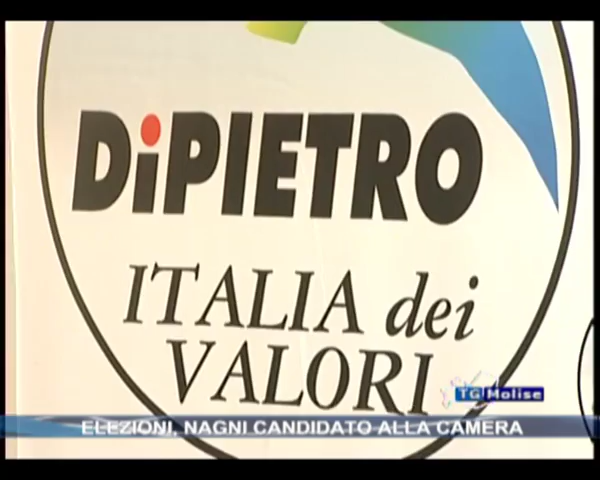 DiPIETRO
ITALIA dei
VALORI
TG Molise
ELEZIONI, NAGNI CANDIDATO ALLA CAMERA